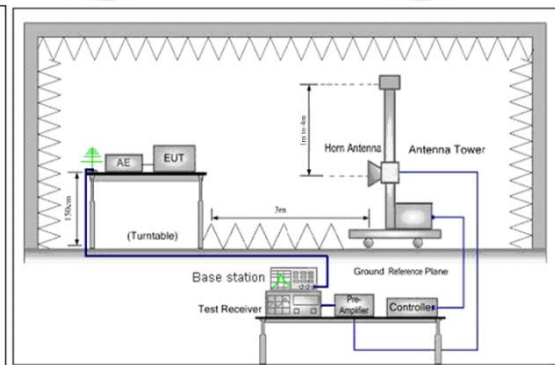 1m to 4m
Horn Antenna
Antenna Tower
AE
EUT
150cm
(Turntable)
3m
Ground Reference Plane
Base station
Test Receiver
Pre-
Amplifier
Controller